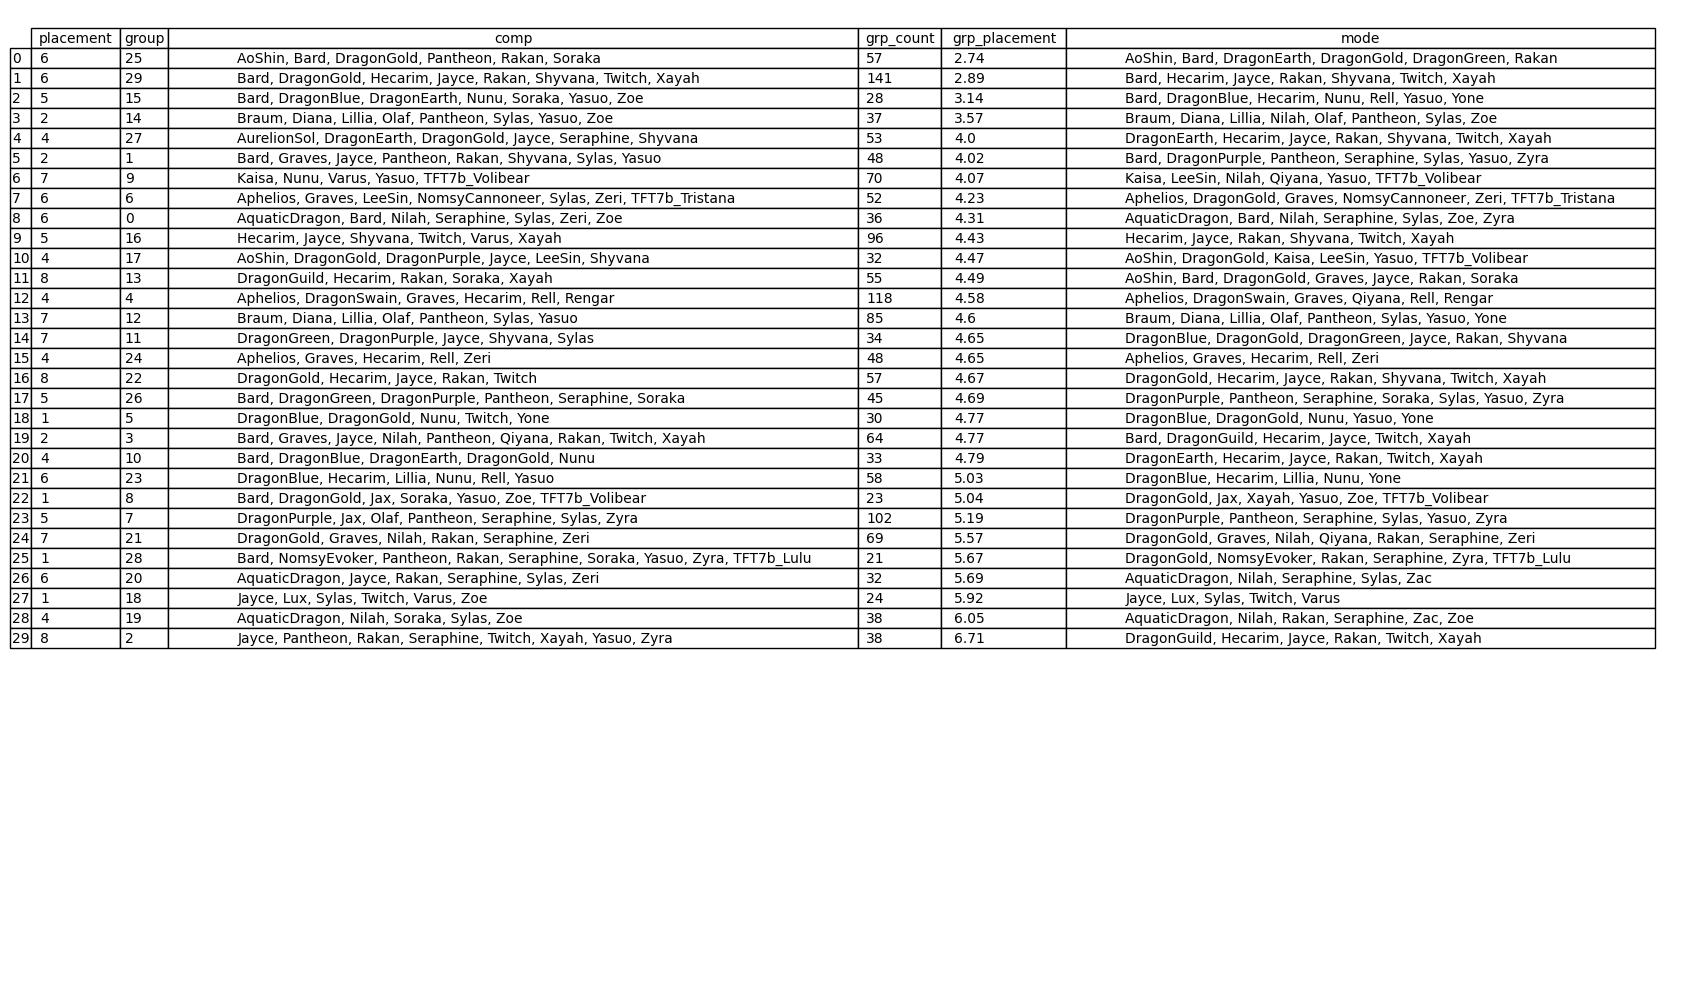 placement group comp grp_count grp_placement mode
0 6 25 AoShin, Bard, DragonGold, Pantheon, Rakan, Soraka 57 2.74 AoShin, Bard, DragonEarth, DragonGold, DragonGreen, Rakan
1 6 29 Bard, DragonGold, Hecarim, Jayce, Rakan, Shyvana, Twitch, Xayah 141 2.89 Bard, Hecarim, Jayce, Rakan, Shyvana, Twitch, Xayah
2 5 15 Bard, DragonBlue, DragonEarth, Nunu, Soraka, Yasuo, Zoe 28 3.14 Bard, DragonBlue, Hecarim, Nunu, Rell, Yasuo, Yone
3 2 14 Braum, Diana, Lillia, Olaf, Pantheon, Sylas, Yasuo, Zoe 37 3.57 Braum, Diana, Lillia, Nilah, Olaf, Pantheon, Sylas, Zoe
4 4 27 AurelionSol, DragonEarth, DragonGold, Jayce, Seraphine, Shyvana 53 4.0 DragonEarth, Hecarim, Jayce, Rakan, Shyvana, Twitch, Xayah
5 2 1 Bard, Graves, Jayce, Pantheon, Rakan, Shyvana, Sylas, Yasuo 48 4.02 Bard, DragonPurple, Pantheon, Seraphine, Sylas, Yasuo, Zyra
6 7 9 Kaisa, Nunu, Varus, Yasuo, TFT7b_Volibear 70 4.07 Kaisa, LeeSin, Nilah, Qiyana, Yasuo, TFT7b_Volibear
7 6 6 Aphelios, Graves, LeeSin, NomsyCannoneer, Sylas, Zeri, TFT7b_Tristana 52 4.23 Aphelios, DragonGold, Graves, NomsyCannoneer, Zeri, TFT7b_Tristana
8 6 0 AquaticDragon, Bard, Nilah, Seraphine, Sylas, Zeri, Zoe 36 4.31 AquaticDragon, Bard, Nilah, Seraphine, Sylas, Zoe, Zyra
9 5 16 Hecarim, Jayce, Shyvana, Twitch, Varus, Xayah 96 4.43 Hecarim, Jayce, Rakan, Shyvana, Twitch, Xayah
10 4 17 AoShin, DragonGold, DragonPurple, Jayce, LeeSin, Shyvana 32 4.47 AoShin, DragonGold, Kaisa, LeeSin, Yasuo, TFT7b_Volibear
11 8 13 DragonGuild, Hecarim, Rakan, Soraka, Xayah 55 4.49 AoShin, Bard, DragonGold, Graves, Jayce, Rakan, Soraka
12 4 4 Aphelios, DragonSwain, Graves, Hecarim, Rell, Rengar 118 4.58 Aphelios, DragonSwain, Graves, Qiyana, Rell, Rengar
13 7 12 Braum, Diana, Lillia, Olaf, Pantheon, Sylas, Yasuo 85 4.6 Braum, Diana, Lillia, Olaf, Pantheon, Sylas, Yasuo, Yone
14 7 11 DragonGreen, DragonPurple, Jayce, Shyvana, Sylas 34 4.65 DragonBlue, DragonGold, DragonGreen, Jayce, Rakan, Shyvana
15 4 24 Aphelios, Graves, Hecarim, Rell, Zeri 48 4.65 Aphelios, Graves, Hecarim, Rell, Zeri
16 8 22 DragonGold, Hecarim, Jayce, Rakan, Twitch 57 4.67 DragonGold, Hecarim, Jayce, Rakan, Shyvana, Twitch, Xayah
17 5 26 Bard, DragonGreen, DragonPurple, Pantheon, Seraphine, Soraka 45 4.69 DragonPurple, Pantheon, Seraphine, Soraka, Sylas, Yasuo, Zyra
18 1 5 DragonBlue, DragonGold, Nunu, Twitch, Yone 30 4.77 DragonBlue, DragonGold, Nunu, Yasuo, Yone
19 2 3 Bard, Graves, Jayce, Nilah, Pantheon, Qiyana, Rakan, Twitch, Xayah 64 4.77 Bard, DragonGuild, Hecarim, Jayce, Twitch, Xayah
20 4 10 Bard, DragonBlue, DragonEarth, DragonGold, Nunu 33 4.79 DragonEarth, Hecarim, Jayce, Rakan, Twitch, Xayah
21 6 23 DragonBlue, Hecarim, Lillia, Nunu, Rell, Yasuo 58 5.03 DragonBlue, Hecarim, Lillia, Nunu, Yone
22 1 8 Bard, DragonGold, Jax, Soraka, Yasuo, Zoe, TFT7b_Volibear 23 5.04 DragonGold, Jax, Xayah, Yasuo, Zoe, TFT7b_Volibear
23 5 7 DragonPurple, Jax, Olaf, Pantheon, Seraphine, Sylas, Zyra 102 5.19 DragonPurple, Pantheon, Seraphine, Sylas, Yasuo, Zyra
24 7 21 DragonGold, Graves, Nilah, Rakan, Seraphine, Zeri 69 5.57 DragonGold, Graves, Nilah, Qiyana, Rakan, Seraphine, Zeri
25 1 28 Bard, NomsyEvoker, Pantheon, Rakan, Seraphine, Soraka, Yasuo, Zyra, TFT7b_Lulu 21 5.67 DragonGold, NomsyEvoker, Rakan, Seraphine, Zyra, TFT7b_Lulu
26 6 20 AquaticDragon, Jayce, Rakan, Seraphine, Sylas, Zeri 32 5.69 AquaticDragon, Nilah, Seraphine, Sylas, Zac
27 1 18 Jayce, Lux, Sylas, Twitch, Varus, Zoe 24 5.92 Jayce, Lux, Sylas, Twitch, Varus
28 4 19 AquaticDragon, Nilah, Soraka, Sylas, Zoe 38 6.05 AquaticDragon, Nilah, Rakan, Seraphine, Zac, Zoe
29 8 2 Jayce, Pantheon, Rakan, Seraphine, Twitch, Xayah, Yasuo, Zyra 38 6.71 DragonGuild, Hecarim, Jayce, Rakan, Twitch, Xayah